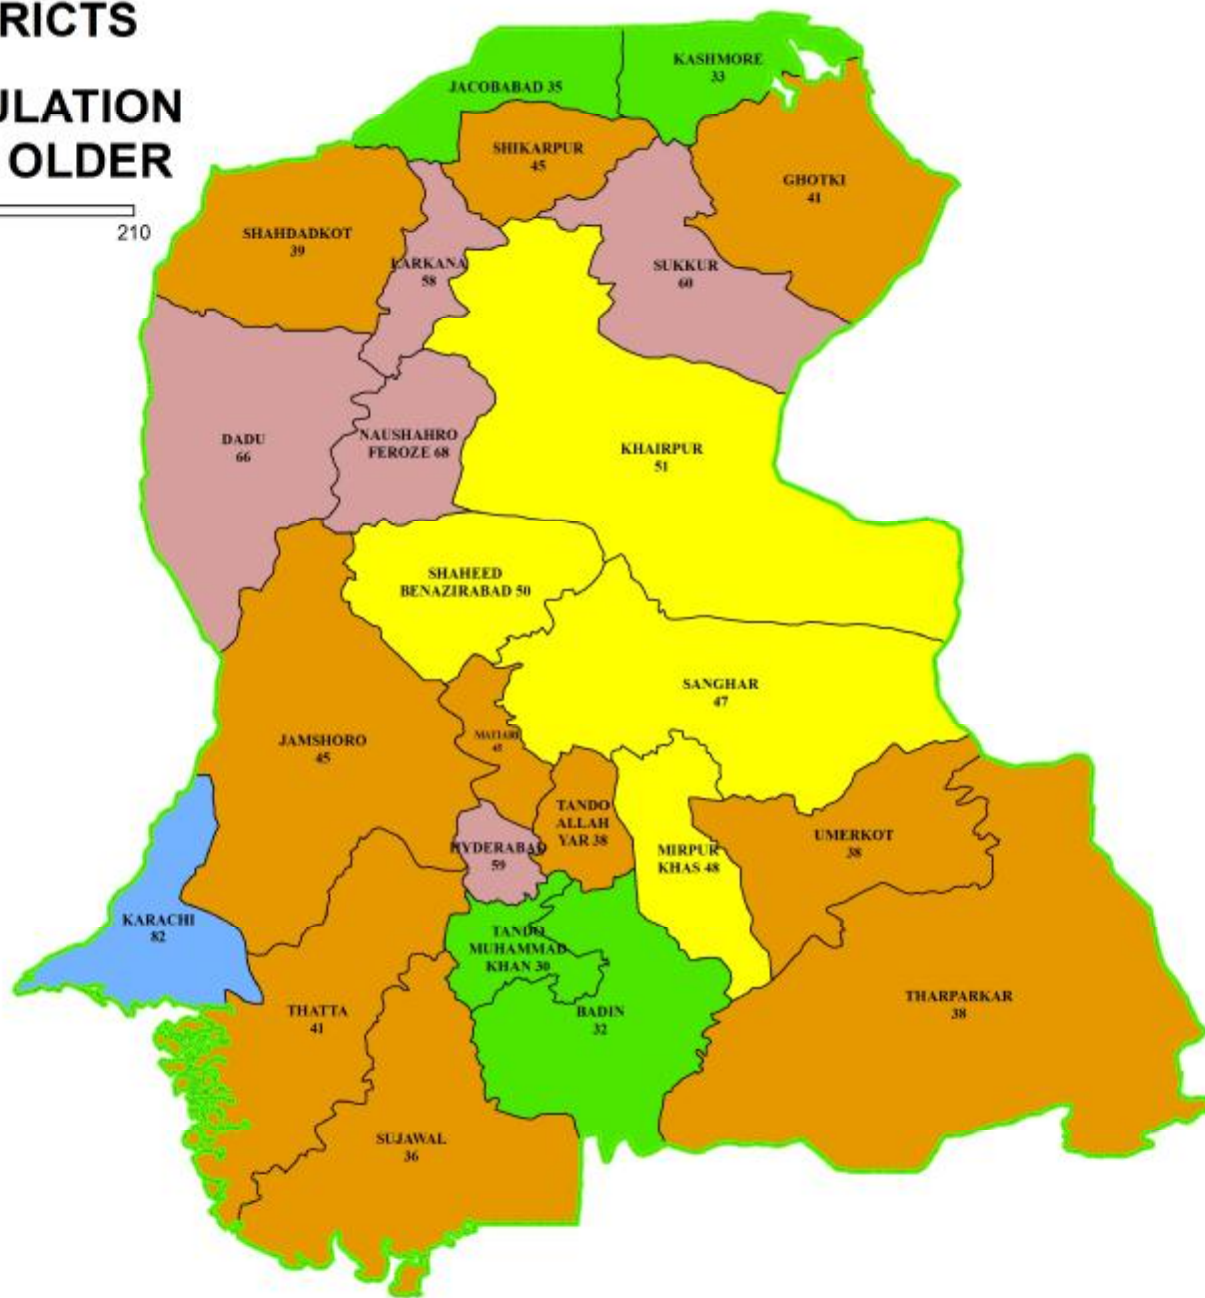 RICTS
ULATION
OLDER
210
KASHMORE
33
JACOBABAD 35
SHIKARPUR
45
GHOTKI
41
SHAHDADKOT
39
LARKANA
58
SUKKUR
60
DADU
66
NAUSHAHRO
FEROZE 68
KHAIRPUR
51
SHAHEED
BENAZIRABAD 50
SANGHAR
47
JAMSHORO
45
MATIARI
TANDO
ALLAH
YAR 38
UMERKOT
38
HYDERABAD
59
MIRPUR
KHAS 48
KARACHI
82
TANDO
MUHAMMAD
KHAN 30
THARPARKAR
38
THATTA
41
BADIN
32
SUJAWAL
36